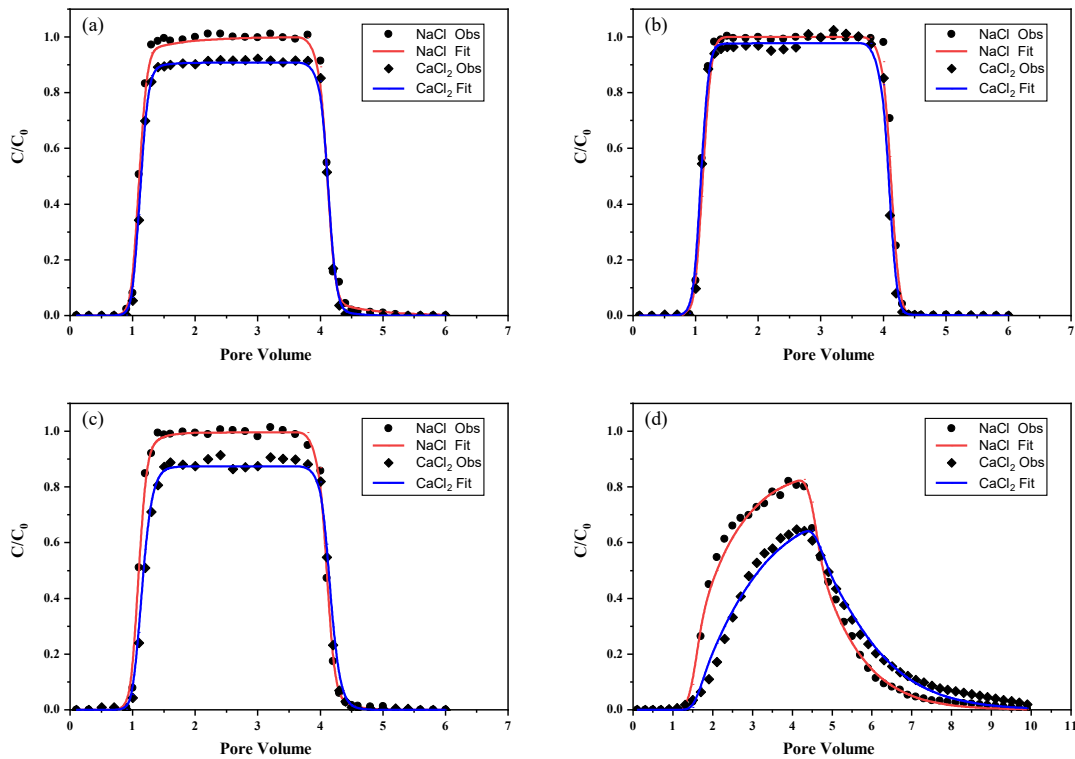 (a)
NaCl Obs
NaCl Fit
CaCl2 Obs
CaCl2 Fit
C/C0
1.0
0.8
0.6
0.4
0.2
0.0
0 1 2 3 4 5 6 7
Pore Volume
(b)
NaCl Obs
NaCl Fit
CaCl2 Obs
CaCl2 Fit
C/C0
1.0
0.8
0.6
0.4
0.2
0.0
0 1 2 3 4 5 6 7
Pore Volume
(c)
NaCl Obs
NaCl Fit
CaCl2 Obs
CaCl2 Fit
C/C0
1.0
0.8
0.6
0.4
0.2
0.0
0 1 2 3 4 5 6 7
Pore Volume
(d)
NaCl Obs
NaCl Fit
CaCl2 Obs
CaCl2 Fit
C/C0
1.0
0.8
0.6
0.4
0.2
0.0
0 1 2 3 4 5 6 7 8 9 10 11
Pore Volume